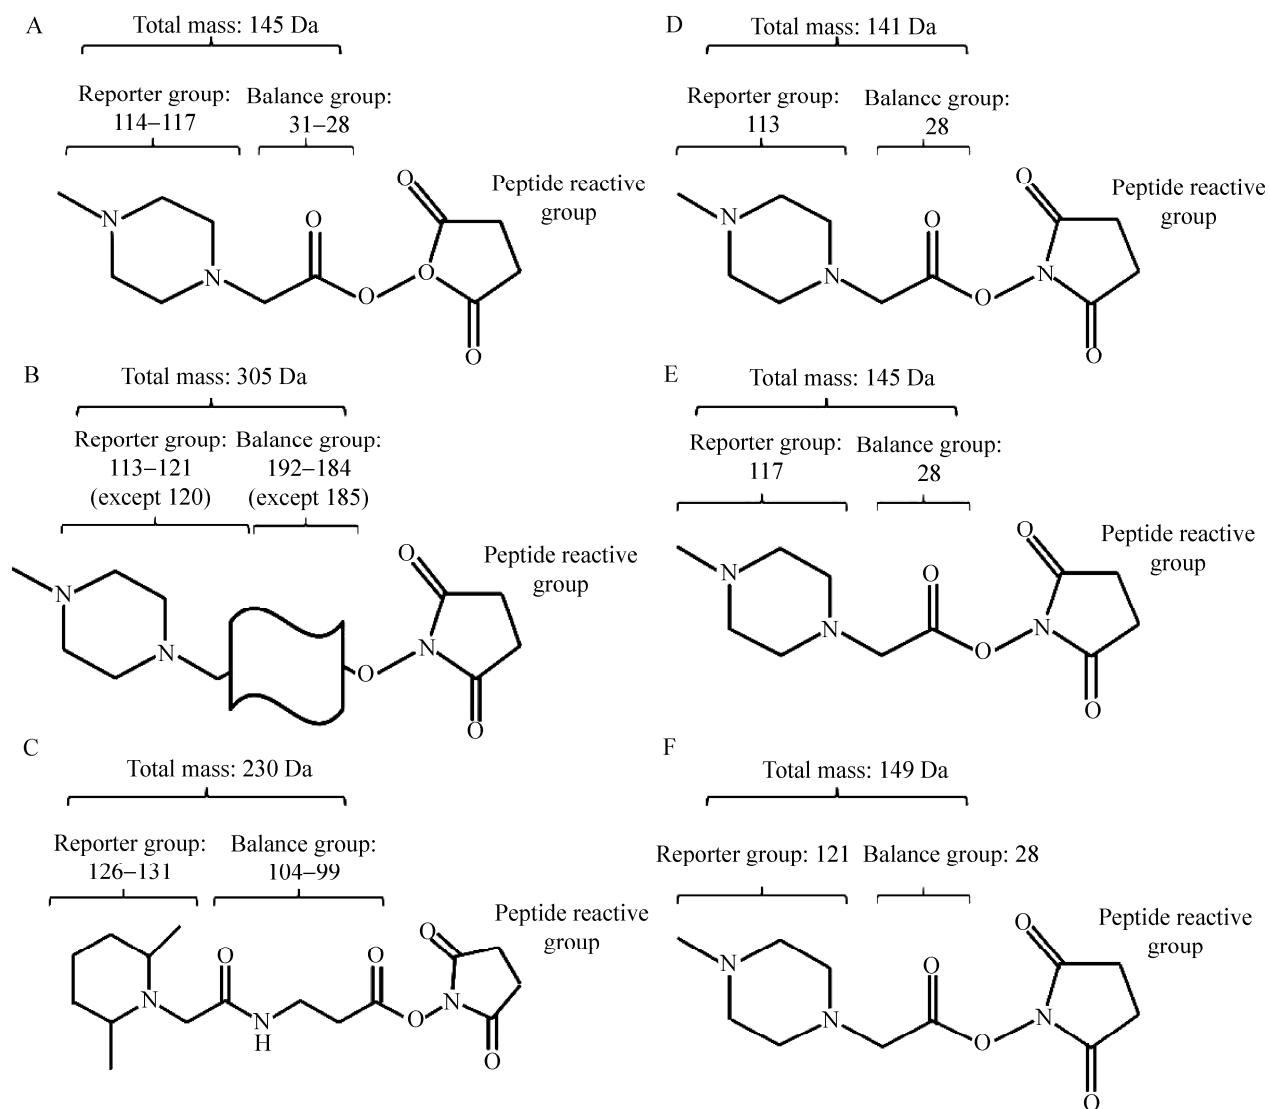 A
Total mass: 145 Da
Reporter group:
114–117
Balance group:
31–28
Peptide reactive
group
N
N
O
O
O
O
O
B
Total mass: 305 Da
Reporter group:
113–121
(except 120)
Balance group:
192–184
(except 185)
Peptide reactive
group
N
N
O
O
N
O
C
Total mass: 230 Da
Reporter group:
126–131
Balance group:
104–99
Peptide reactive
group
N
O
N
H
O
O
N
O
O
D
Total mass: 141 Da
Reporter group:
113
Balance group:
28
Peptide reactive
group
N
N
O
O
N
O
O
E
Total mass: 145 Da
Reporter group:
117
Balance group:
28
Peptide reactive
group
N
N
O
O
N
O
O
F
Total mass: 149 Da
Reporter group: 121
Balance group: 28
Peptide reactive
group
N
N
O
O
N
O
O